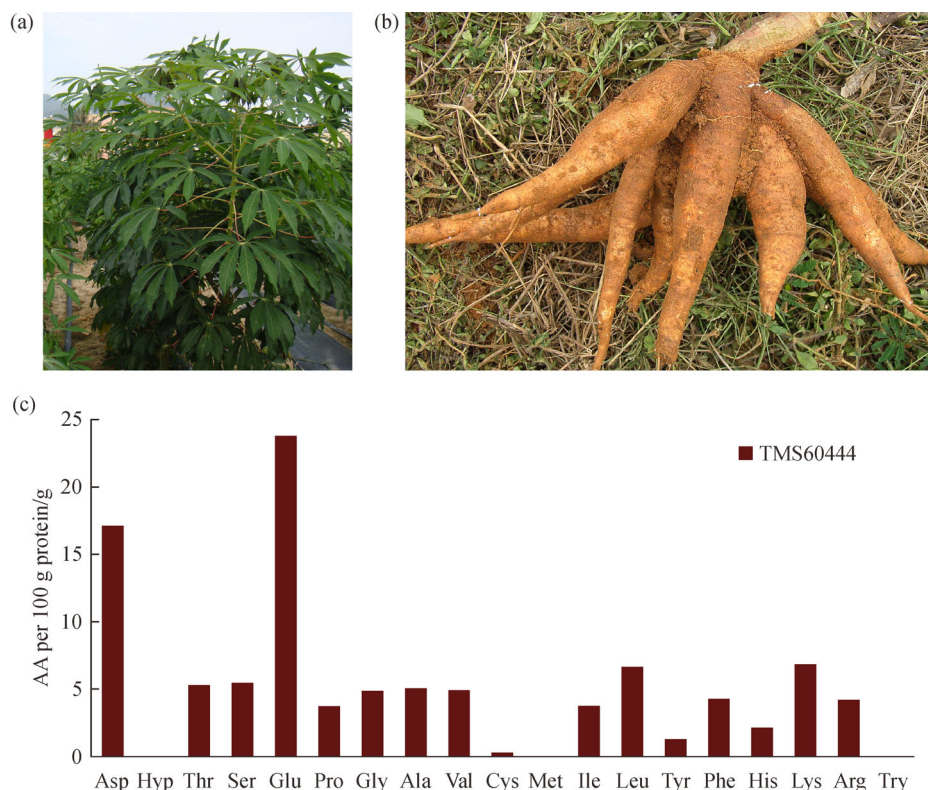 (a)
(b)
(c)
AA per 100 g protein/g
25
20
15
10
5
0
TMS60444
Asp Hyp Thr Ser Glu Pro Gly Ala Val Cys Met Ile Leu Tyr Phe His Lys Arg Try